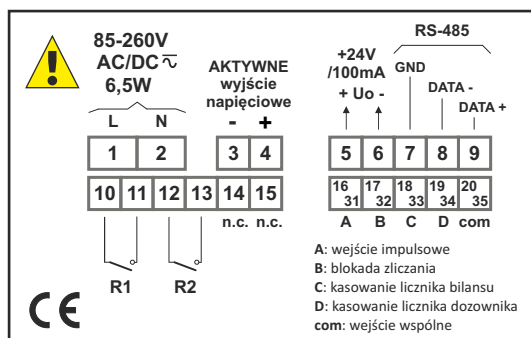 RS-485
85-260V
AC/DC
6,5W
AKTYWNE
wyjście
napięciowe
+24V
/100mA
+ Uo -
GND
DATA -
DATA +
L N - +
1 2 3 4 5 6 7 8 9
10 11 12 13 14 15 16 31 17 32 18 33 19 34 20 35
n.c. n.c. A B C D com
R1 R2
A: wejście impulsowe
B: blokada zliczania
C: kasowanie licznika bilansu
D: kasowanie licznika dozownika
com: wejście wspólne
CE